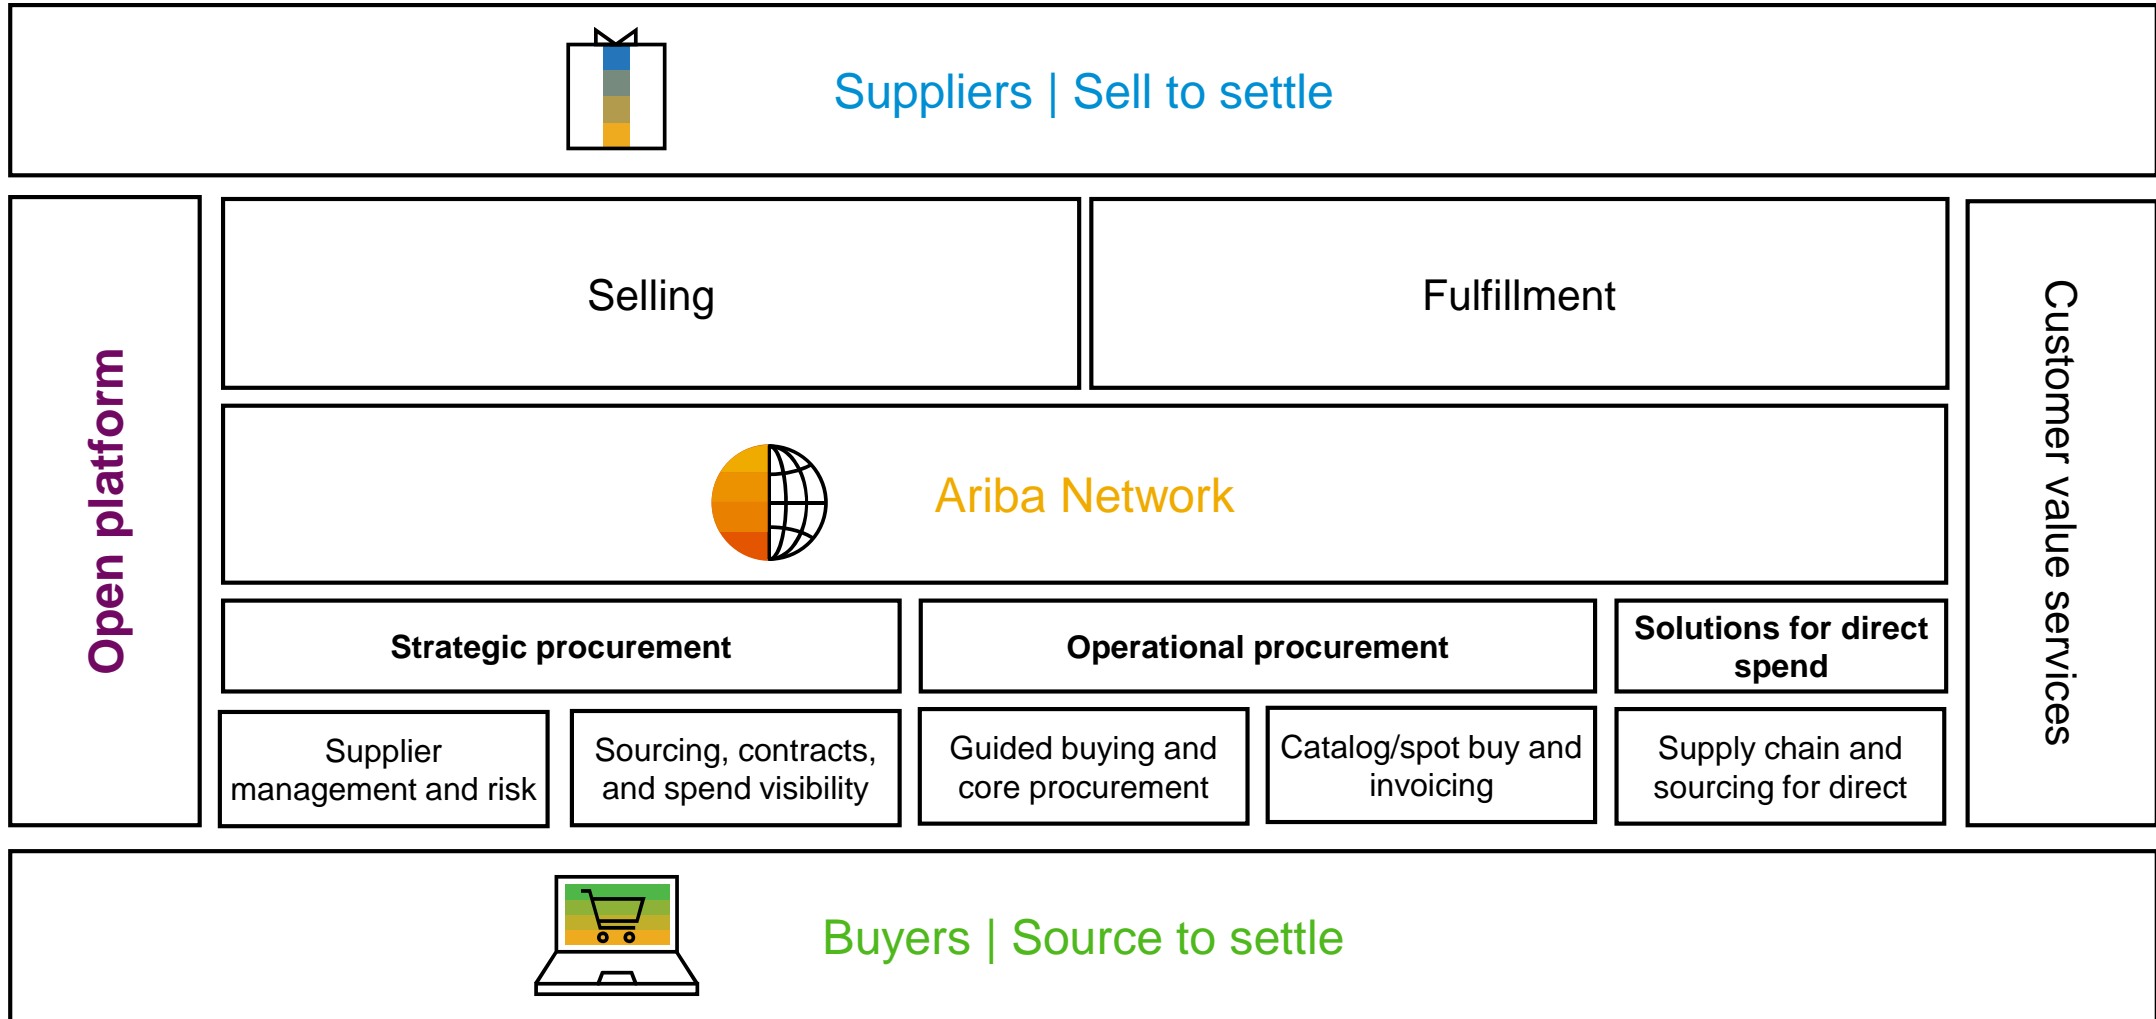 Suppliers | Sell to settle
Open platform
Selling
Fulfillment
Customer value services
Ariba Network
Strategic procurement
Operational procurement
Solutions for direct
spend
Supplier
management and risk
Sourcing, contracts,
and spend visibility
Guided buying and
core procurement
Catalog/spot buy and
invoicing
Supply chain and
sourcing for direct
Buyers | Source to settle